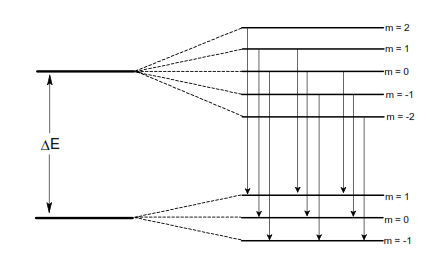 m = 2
m = 1
m = 0
m = -1
m = -2
ΔE
m = 1
m = 0
m = -1